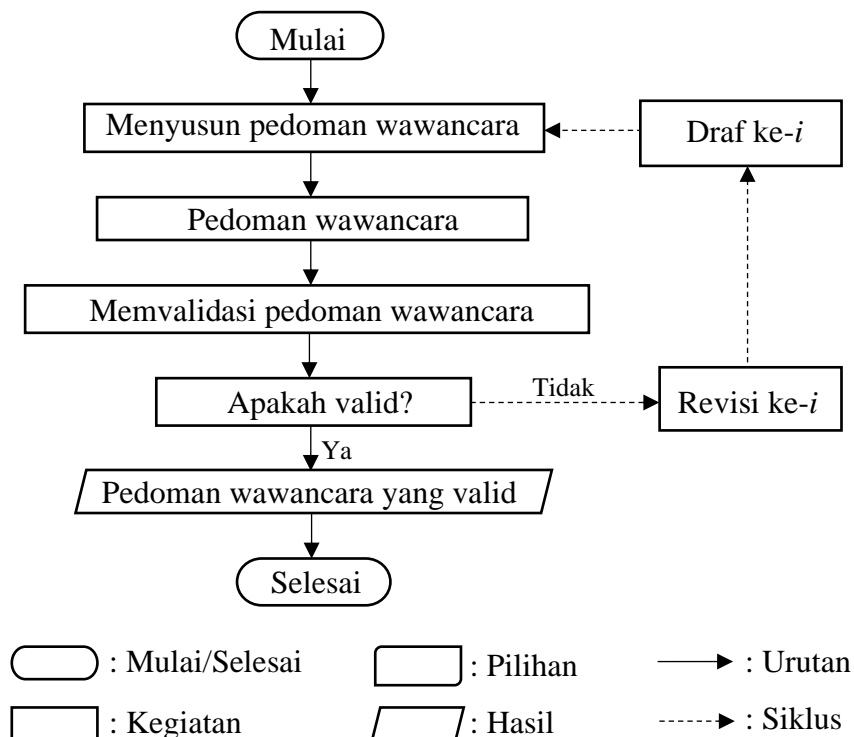 Mulai
Menyusun pedoman wawancara
Draf ke-i
Pedoman wawancara
Memvalidasi pedoman wawancara
Apakah valid?
Tidak
Revisi ke-i
Ya
Pedoman wawancara yang valid
Selesai
: Mulai/Selesai
: Pilihan
: Urutan
: Kegiatan
: Hasil
: Siklus